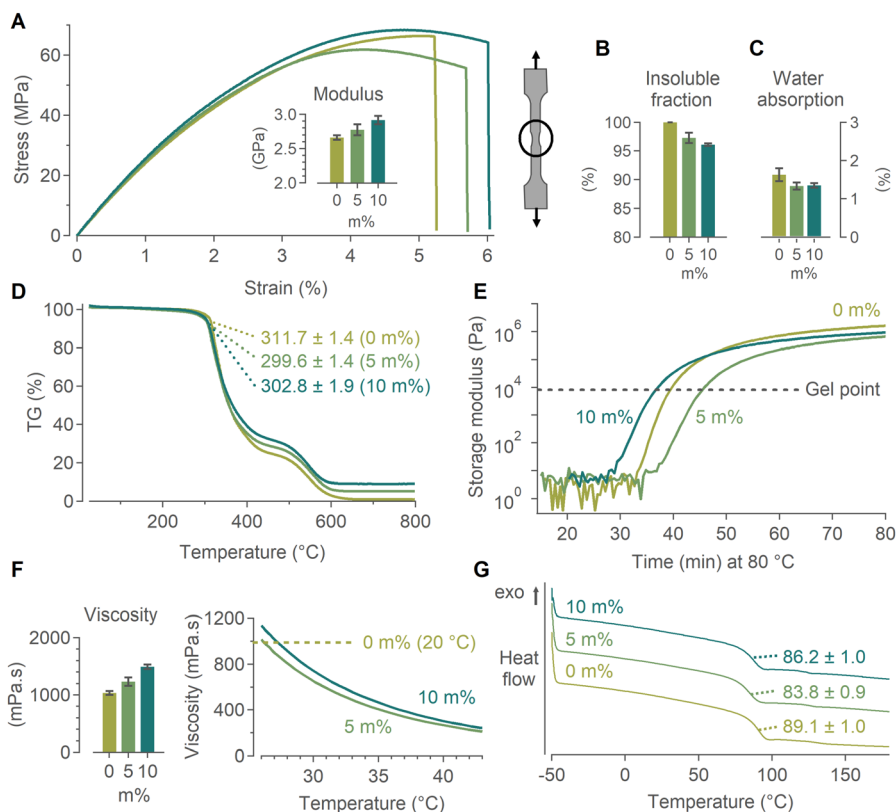 A
60
40
20
0
Stress (MPa)
0 1 2 3 4 5 6
Strain (%)
Modulus
3.0
2.5
2.0
(GPa)
0 5 10
m%
B
Insoluble
fraction
100
95
90
85
80
(%)
0 5 10
m%
C
Water
absorption
3
2
1
0
(%)
0 5 10
m%
D
100
80
60
40
20
0
TG (%)
311.7 ± 1.4 (0 m%)
299.6 ± 1.4 (5 m%)
302.8 ± 1.9 (10 m%)
200 400 600 800
Temperature (°C)
E
10⁶
10⁴
10²
10⁰
Storage modulus (Pa)
0 m%
Gel point
10 m%
5 m%
20 30 40 50 60 70 80
Time (min) at 80 °C
F
Viscosity
2000
1000
0
(mPa.s)
0 5 10
m%
1200
800
400
0
Viscosity (mPa.s)
0 m% (20 °C)
10 m%
5 m%
30 35 40
Temperature (°C)
G
exo
Heat
flow
10 m%
5 m%
0 m%
86.2 ± 1.0
83.8 ± 0.9
89.1 ± 1.0
-50 0 50 100 150
Temperature (°C)